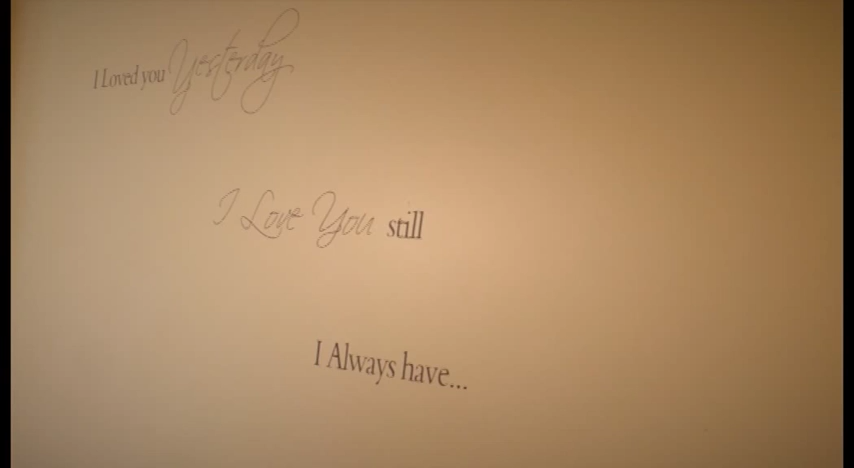 I Loved you Yesterday
I Love You still
I Always have...